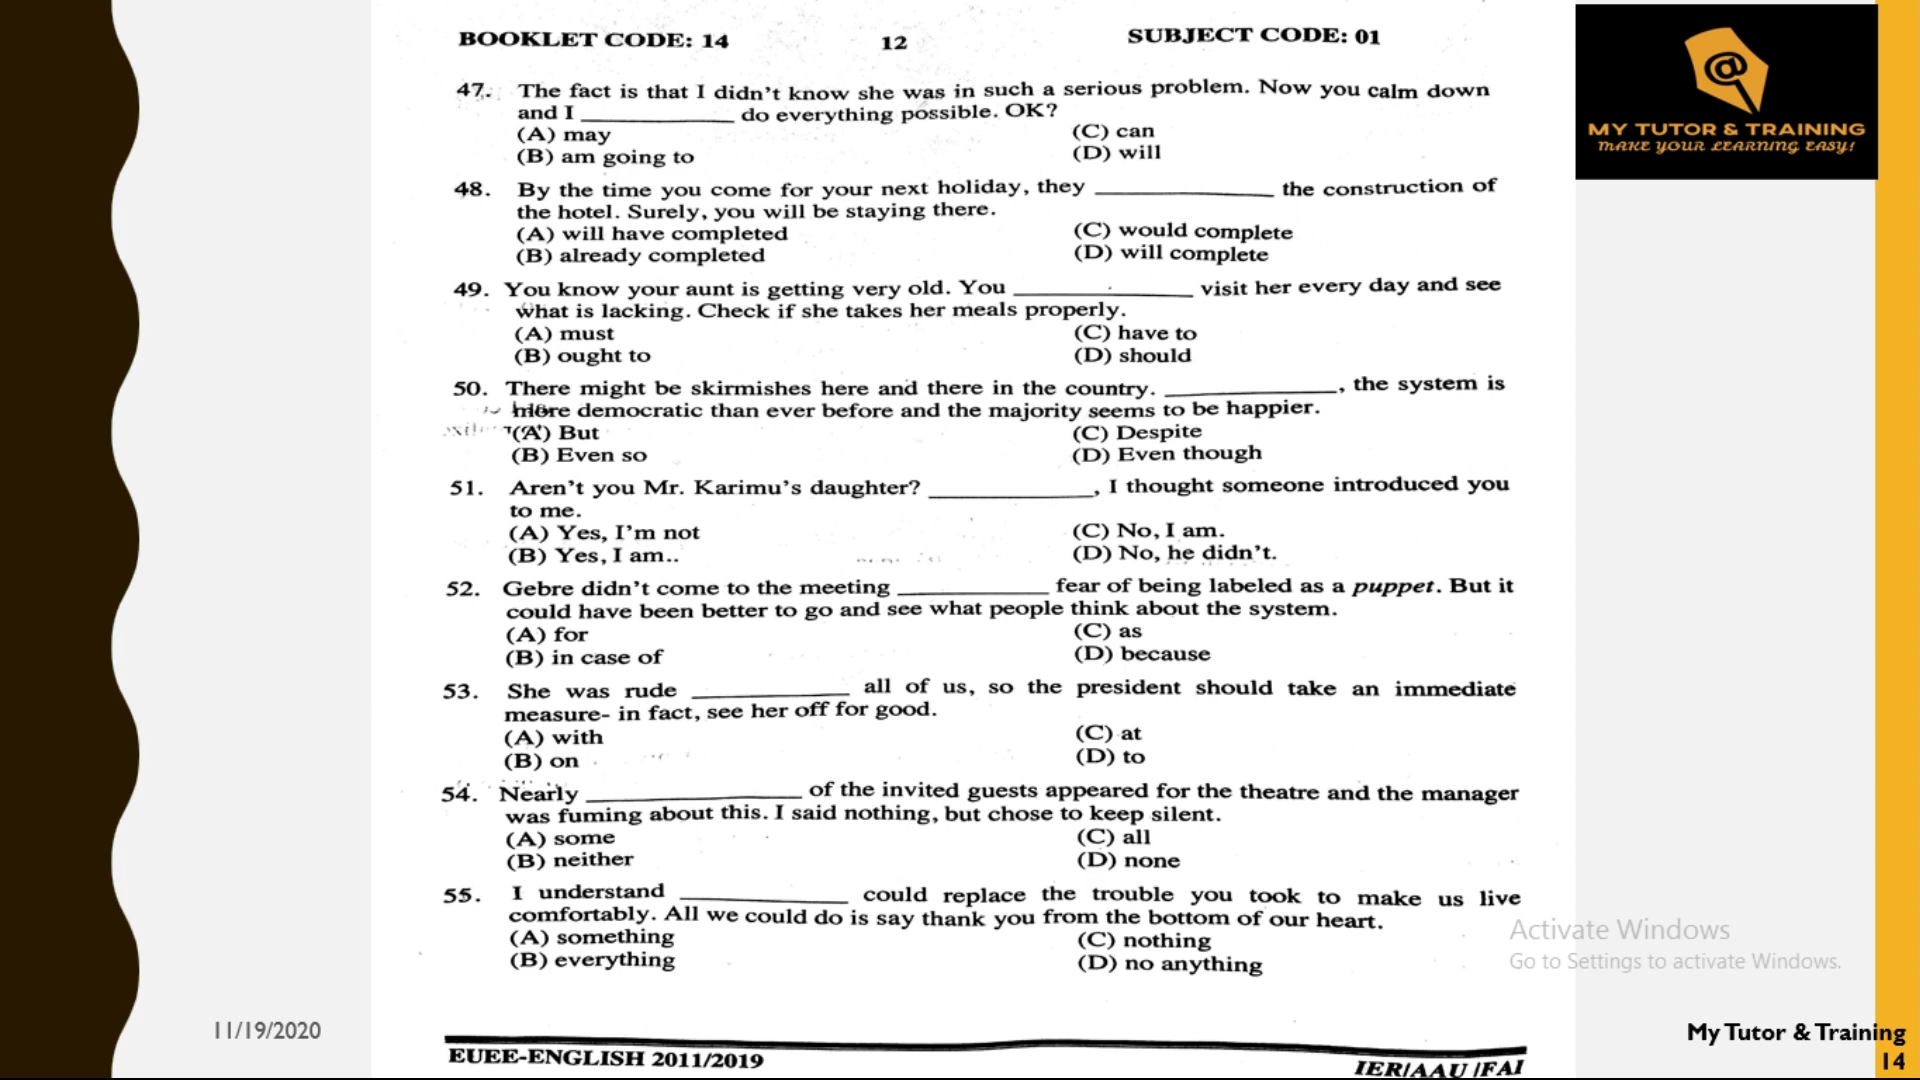 BOOKLET CODE: 14 12 SUBJECT CODE: 01
MY TUTOR & TRAINING
MAKE YOUR LEARNING EASY!
47. The fact is that I didn't know she was in such a serious problem. Now you calm down
and I ____________ do everything possible. OK?
(A) may (C) can
(B) am going to (D) will
48. By the time you come for your next holiday, they ______________ the construction of
the hotel. Surely, you will be staying there.
(A) will have completed (C) would complete
(B) already completed (D) will complete
49. You know your aunt is getting very old. You ______________ visit her every day and see
what is lacking. Check if she takes her meals properly.
(A) must (C) have to
(B) ought to (D) should
50. There might be skirmishes here and there in the country. ______________, the system is
more democratic than ever before and the majority seems to be happier.
(A) But (C) Despite
(B) Even so (D) Even though
51. Aren't you Mr. Karimu's daughter? _____________, I thought someone introduced you
to me.
(A) Yes, I'm not (C) No, I am.
(B) Yes, I am.. (D) No, he didn't.
52. Gebre didn't come to the meeting ____________ fear of being labeled as a puppet. But it
could have been better to go and see what people think about the system.
(A) for (C) as
(B) in case of (D) because
53. She was rude ____________ all of us, so the president should take an immediate
measure- in fact, see her off for good.
(A) with (C) at
(B) on (D) to
54. Nearly _________________ of the invited guests appeared for the theatre and the manager
was fuming about this. I said nothing, but chose to keep silent.
(A) some (C) all
(B) neither (D) none
55. I understand _____________ could replace the trouble you took to make us live
comfortably. All we could do is say thank you from the bottom of our heart.
(A) something (C) nothing
(B) everything (D) no anything
Activate Windows
Go to Settings to activate Windows.
11/19/2020
My Tutor & Training
14
EUEE-ENGLISH 2011/2019 IER/AAU /FAI